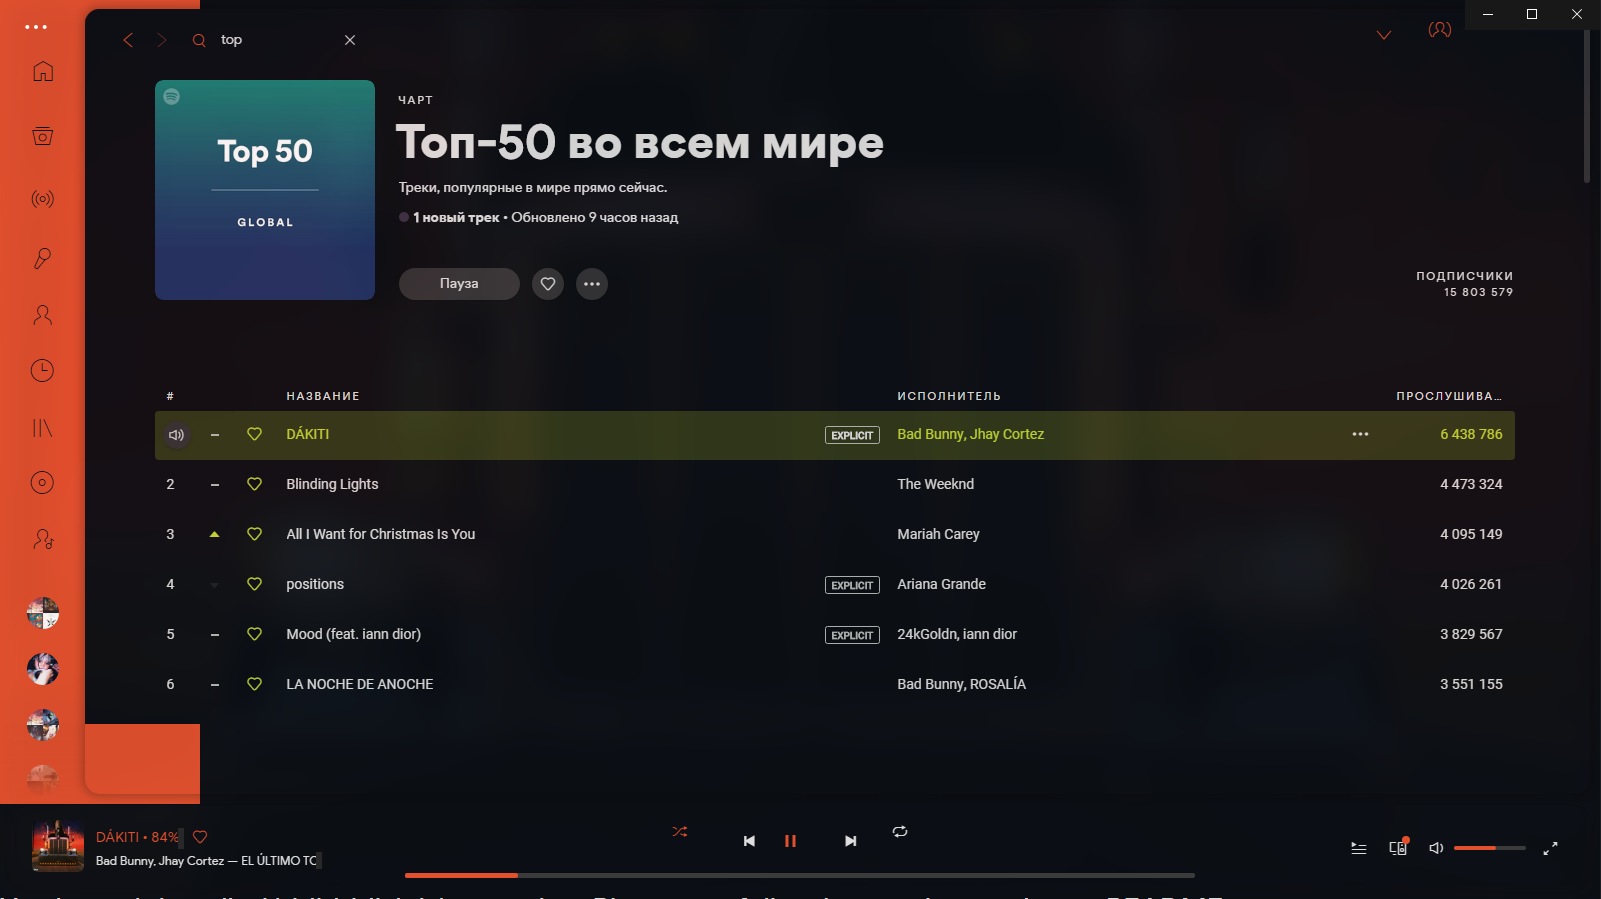 top
Top 50
GLOBAL
ЧАРТ
Топ-50 во всем мире
Треки, популярные в мире прямо сейчас.
1 новый трек • Обновлено 9 часов назад
Пауза
ПОДПИСЧИКИ
15 803 579
# НАЗВАНИЕ ИСПОЛНИТЕЛЬ ПРОСЛУШИВА...
DÁKITI EXPLICIT Bad Bunny, Jhay Cortez 6 438 786
2 Blinding Lights The Weeknd 4 473 324
3 All I Want for Christmas Is You Mariah Carey 4 095 149
4 positions EXPLICIT Ariana Grande 4 026 261
5 Mood (feat. iann dior) EXPLICIT 24kGoldn, iann dior 3 829 567
6 LA NOCHE DE ANOCHE Bad Bunny, ROSALÍA 3 551 155
DÁKITI • 84%
Bad Bunny, Jhay Cortez — EL ÚLTIMO TO